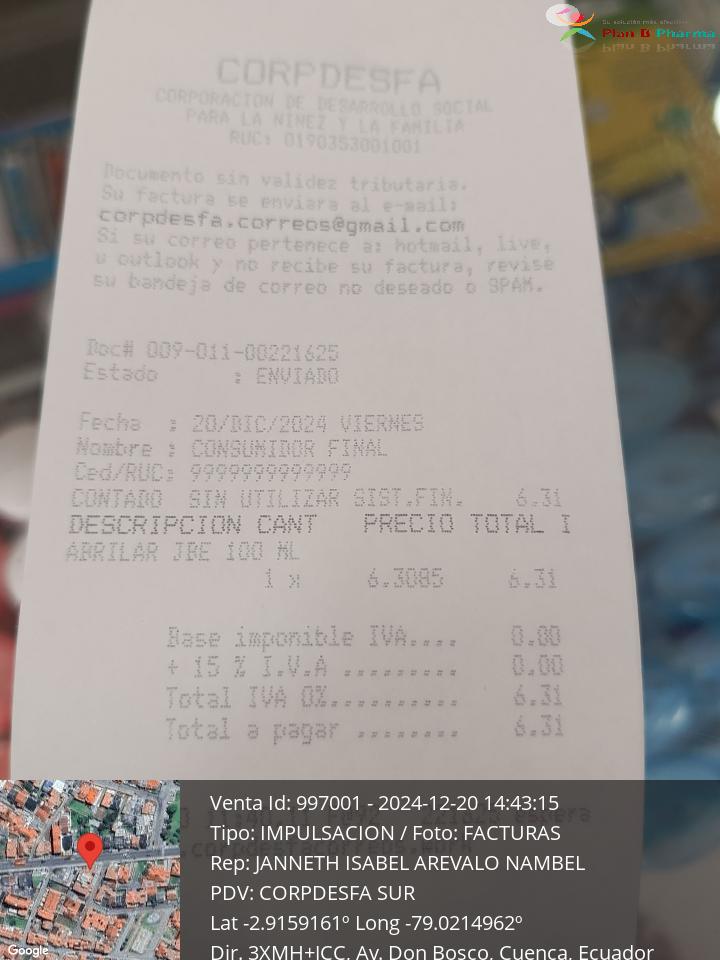 Su solución más efectiva
Plan B Pharma
CORPDESFA
CORPORACION DE DESARROLLO SOCIAL
PARA LA NIÑEZ Y LA FAMILIA
RUC: 0190353001001
Documento sin validez tributaria.
Su factura se enviara al e-mail:
corpdesfa.correos@gmail.com
Si su correo pertenece a: hotmail, live,
u outlook y no recibe su factura, revise
su bandeja de correo no deseado o SPAM.
Doc# 009-011-00221625
Estado : ENVIADO
Fecha : 20/DIC/2024 VIERNES
Nombre : CONSUMIDOR FINAL
Ced/RUC: 9999999999999
CONTADO SIN UTILIZAR SIST.FIN. 6.31
DESCRIPCION CANT PRECIO TOTAL I
ABRILAR JBE 100 ML
1 x 6.3085 6.31
Base imponible IVA.... 0.00
+ 15 % I.V.A ......... 0.00
Total IVA 0%.......... 6.31
Total a pagar ........ 6.31
Venta Id: 997001 - 2024-12-20 14:43:15
Tipo: IMPULSACION / Foto: FACTURAS
Rep: JANNETH ISABEL AREVALO NAMBEL
PDV: CORPDESFA SUR
Lat -2.9159161º Long -79.0214962º
Dir. 3XMH+JCC, Av. Don Bosco, Cuenca, Ecuador
Google